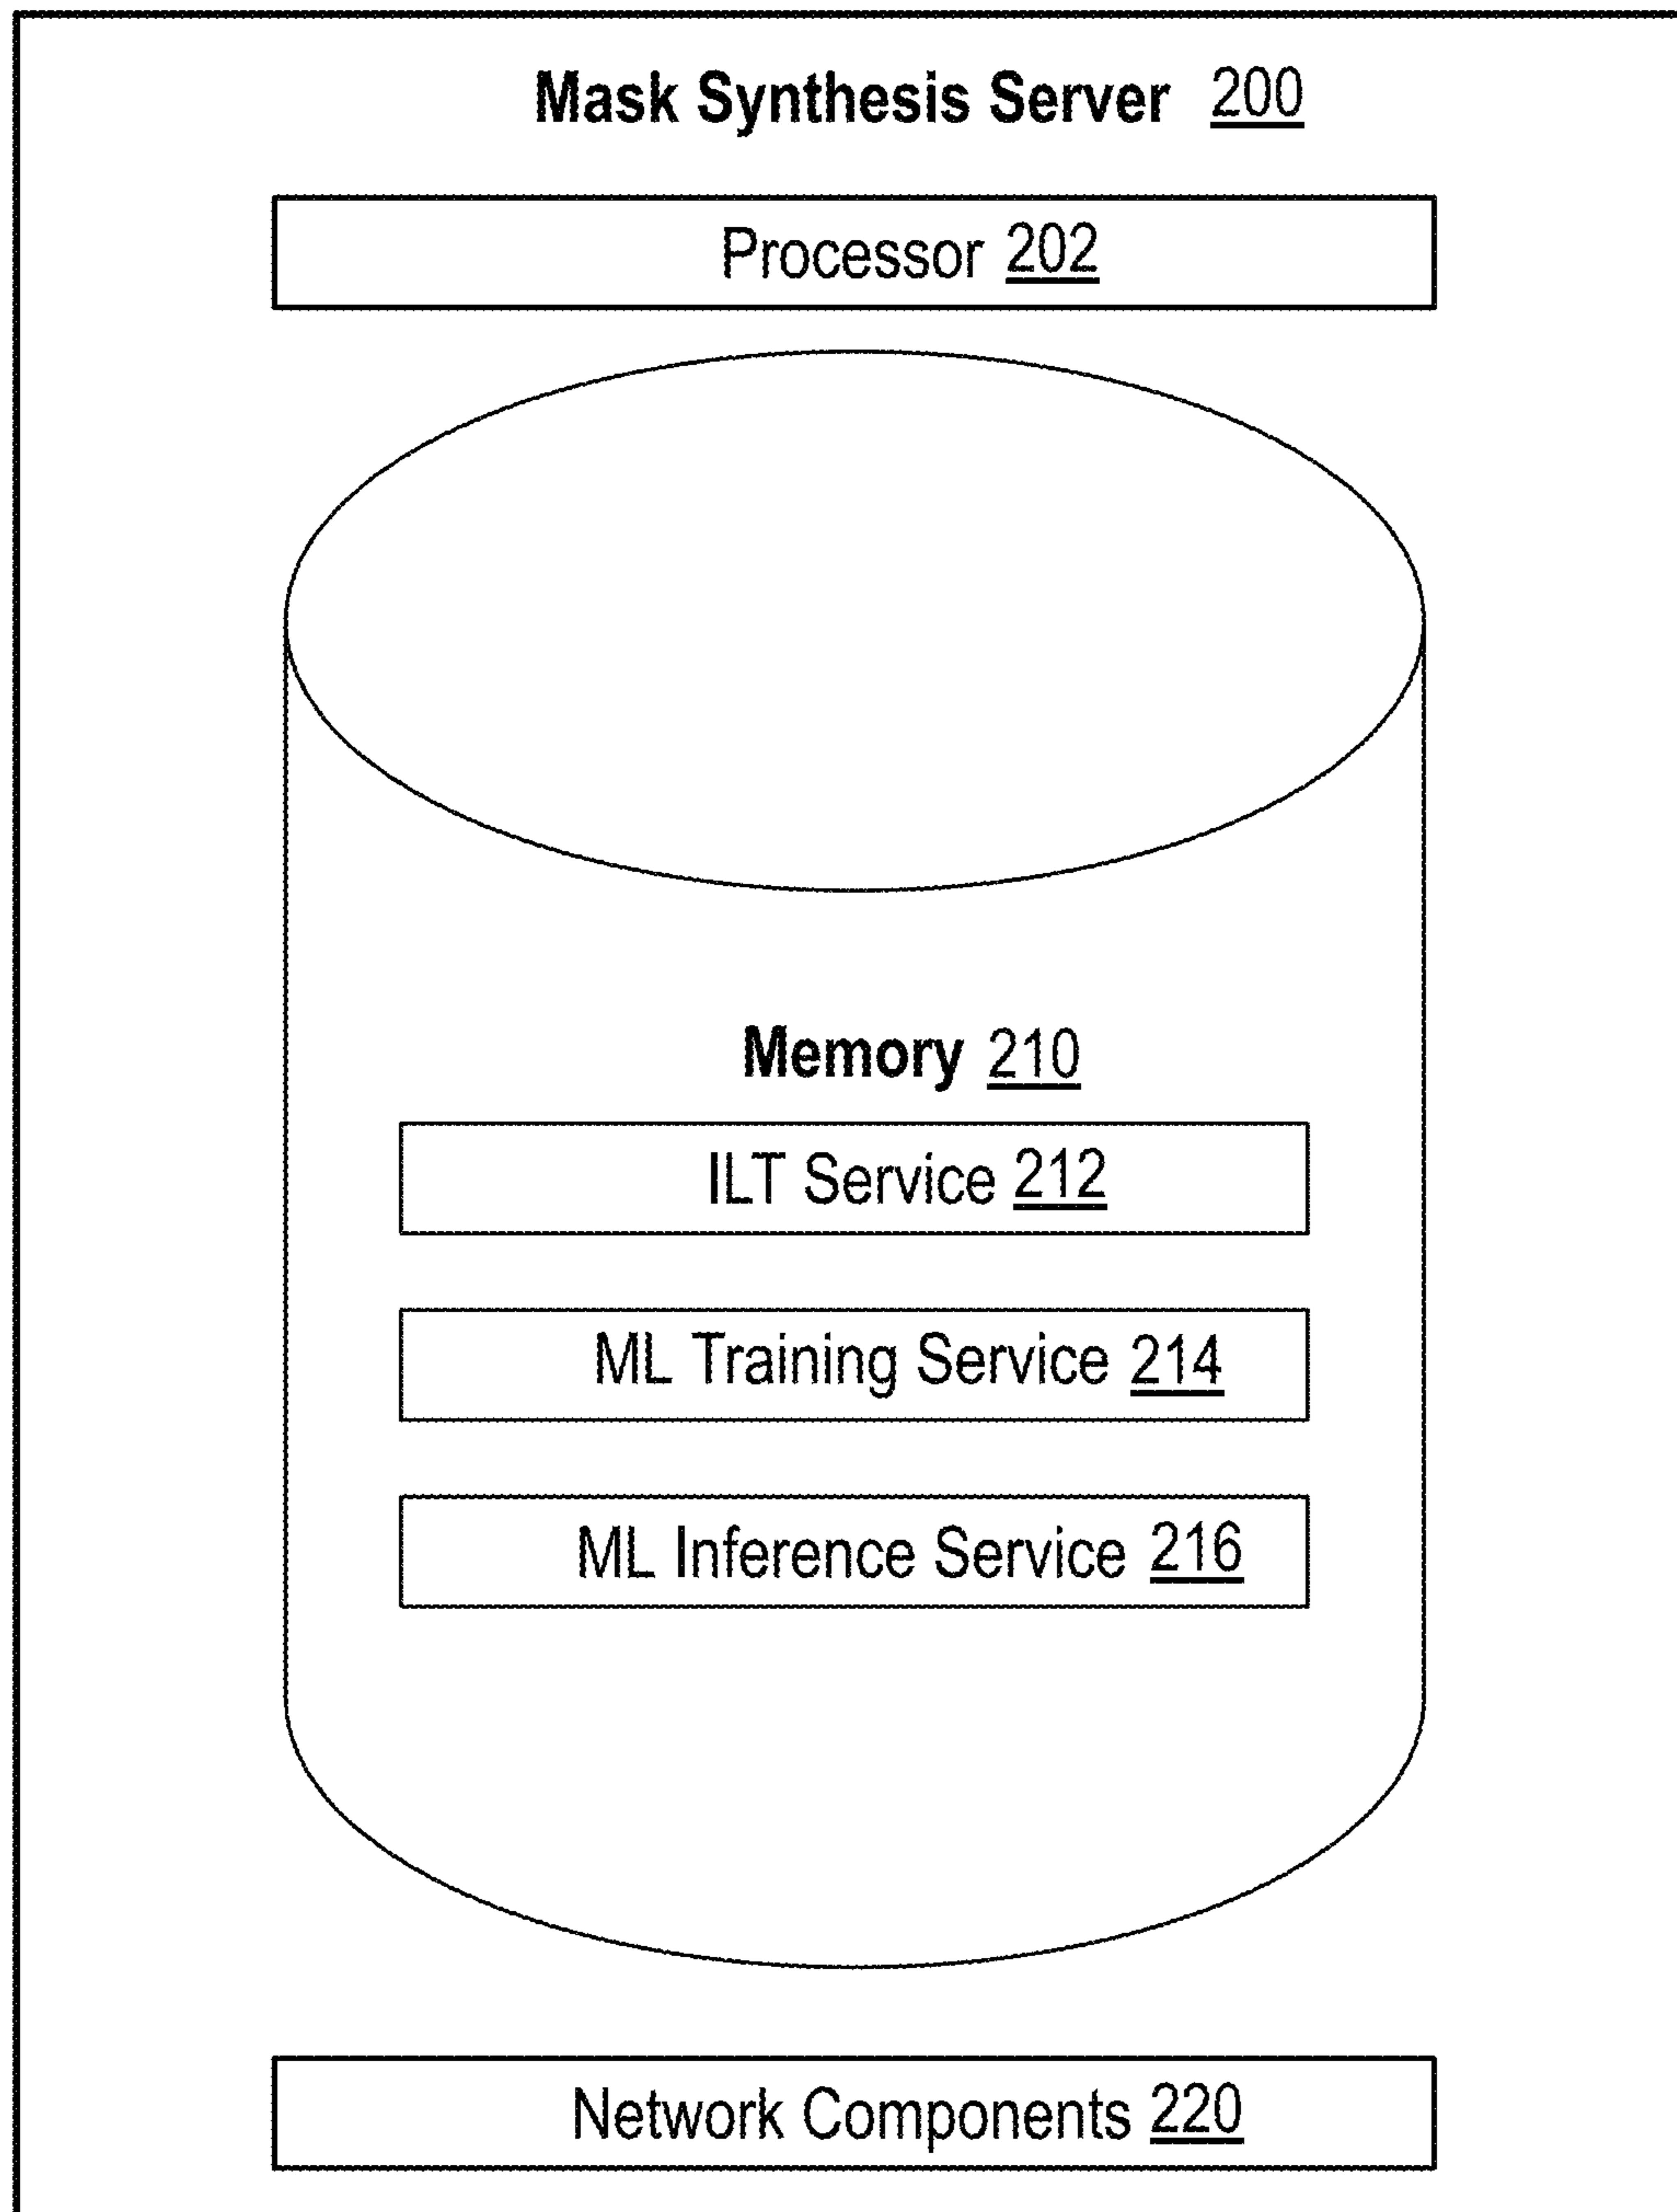 Mask Synthesis Server 200
Processor 202
Memory 210
ILT Service 212
ML Training Service 214
ML Inference Service 216
Network Components 220